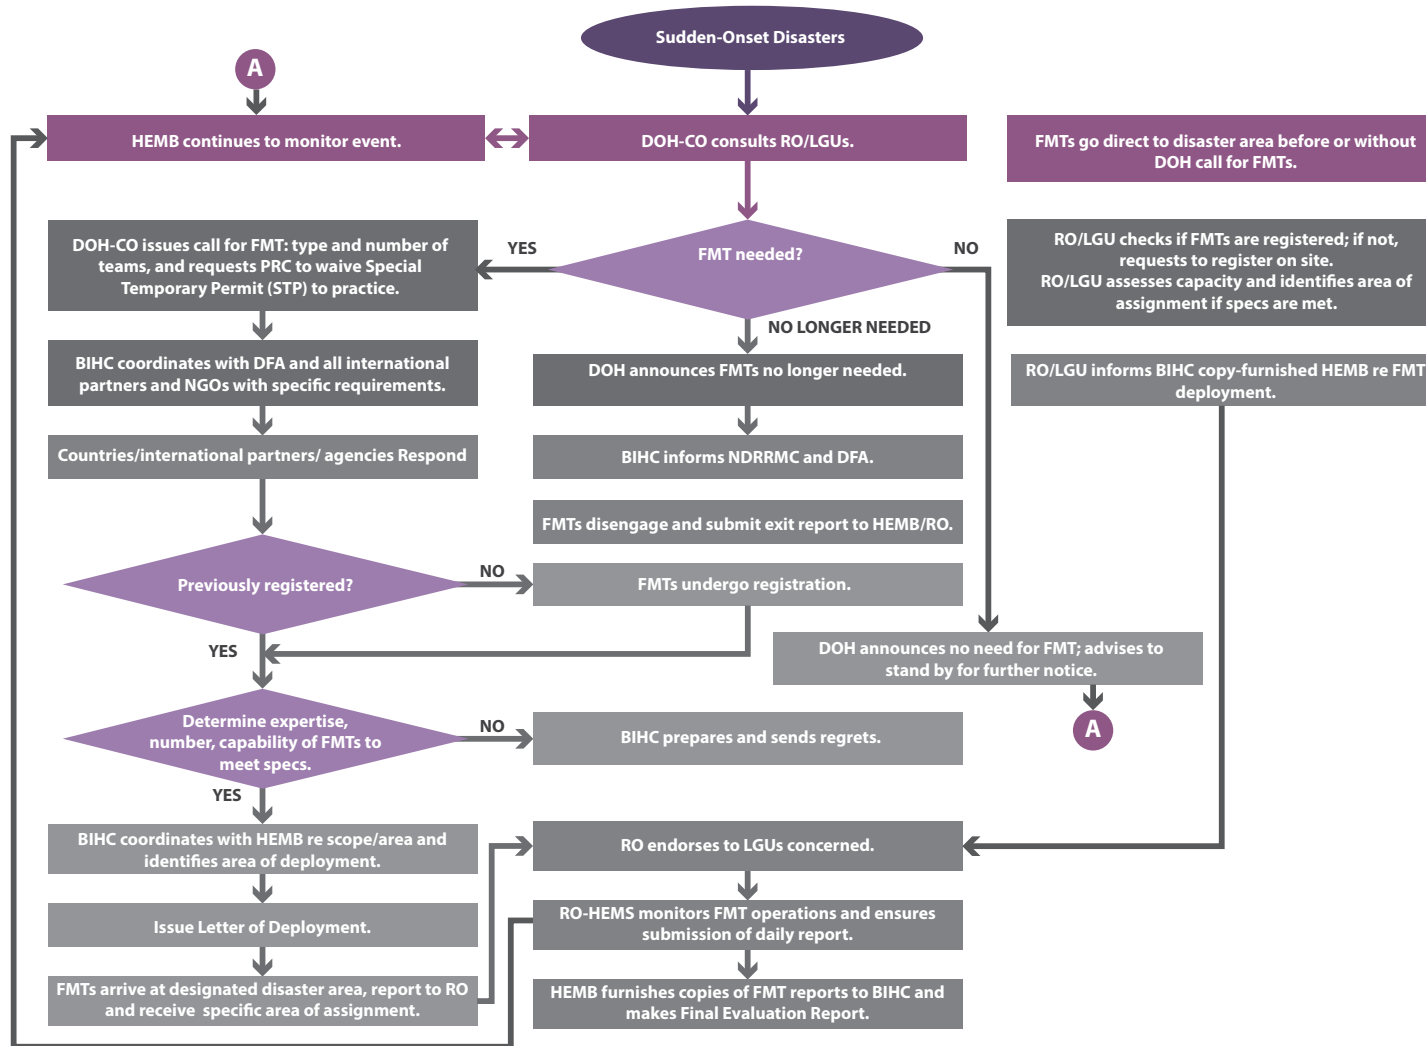 Sudden-Onset Disasters
A
HEMB continues to monitor event.
DOH-CO consults RO/LGUs.
FMTs go direct to disaster area before or without
DOH call for FMTs.
DOH-CO issues call for FMT: type and number of
teams, and requests PRC to waive Special
Temporary Permit (STP) to practice.
YES
FMT needed?
NO
RO/LGU checks if FMTs are registered; if not,
requests to register on site.
RO/LGU assesses capacity and identifies area of
assignment if specs are met.
NO LONGER NEEDED
BIHC coordinates with DFA and all international
partners and NGOs with specific requirements.
DOH announces FMTs no longer needed.
RO/LGU informs BIHC copy-furnished HEMB re FMT
deployment.
Countries/international partners/ agencies Respond
BIHC informs NDRRMC and DFA.
FMTs disengage and submit exit report to HEMB/RO.
Previously registered?
NO
FMTs undergo registration.
YES
DOH announces no need for FMT; advises to
stand by for further notice.
A
Determine expertise,
number, capability of FMTs to
meet specs.
NO
BIHC prepares and sends regrets.
YES
BIHC coordinates with HEMB re scope/area and
identifies area of deployment.
RO endorses to LGUs concerned.
Issue Letter of Deployment.
RO-HEMS monitors FMT operations and ensures
submission of daily report.
FMTs arrive at designated disaster area, report to RO
and receive specific area of assignment.
HEMB furnishes copies of FMT reports to BIHC and
makes Final Evaluation Report.